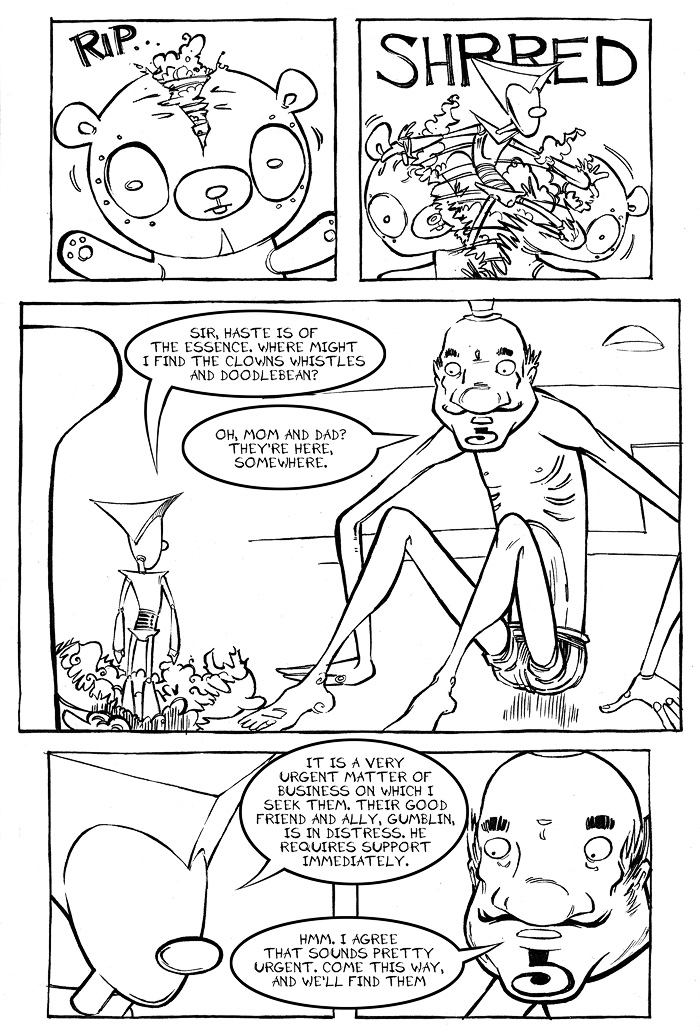 RIP...
SHRRED
SIR, HASTE IS OF
THE ESSENCE. WHERE MIGHT
I FIND THE CLOWNS WHISTLES
AND DOODLEBEAN?
OH, MOM AND DAD?
THEY'RE HERE,
SOMEWHERE.
IT IS A VERY
URGENT MATTER OF
BUSINESS ON WHICH I
SEEK THEM. THEIR GOOD
FRIEND AND ALLY, GUMBLIN,
IS IN DISTRESS. HE
REQUIRES SUPPORT
IMMEDIATELY.
HMM. I AGREE
THAT SOUNDS PRETTY
URGENT. COME THIS WAY,
AND WE'LL FIND THEM